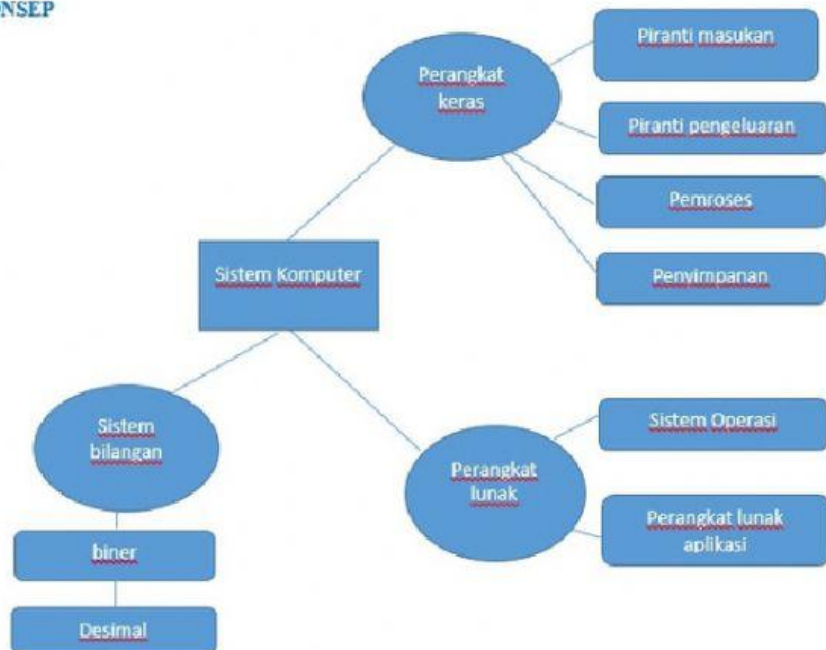 NSEP
Perangkat
keras
Piranti masukan
Piranti pengeluaran
Pemroses
Penyimpanan
Sistem Komputer
Sistem
bilangan
biner
Desimal
Perangkat
lunak
Sistem Operasi
Perangkat lunak
aplikasi